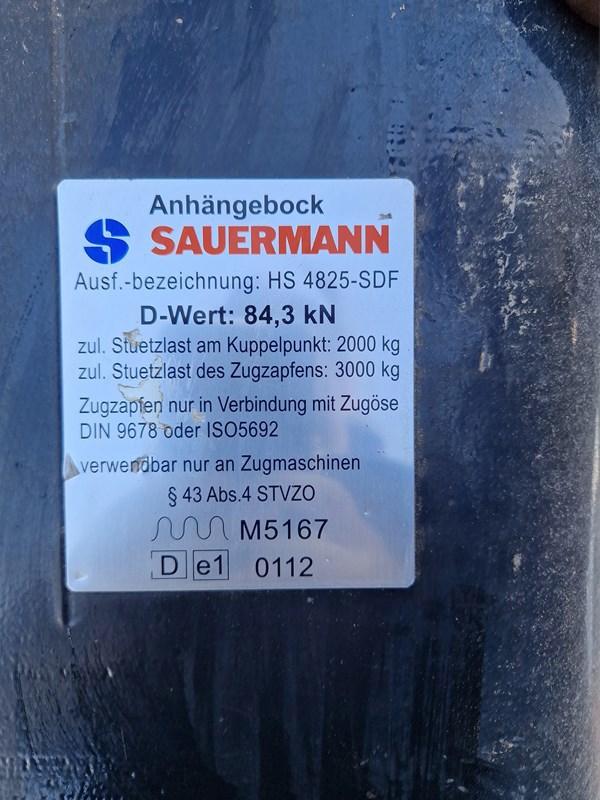 Anhängebock
SAUERMANN
Ausf.-bezeichnung: HS 4825-SDF
D-Wert: 84,3 kN
zul. Stuetzlast am Kuppelpunkt: 2000 kg
zul. Stuetzlast des Zugzapfens: 3000 kg
Zugzapfen nur in Verbindung mit Zugöse
DIN 9678 oder ISO5692
verwendbar nur an Zugmaschinen
§ 43 Abs.4 STVZO
M5167
D e1 0112